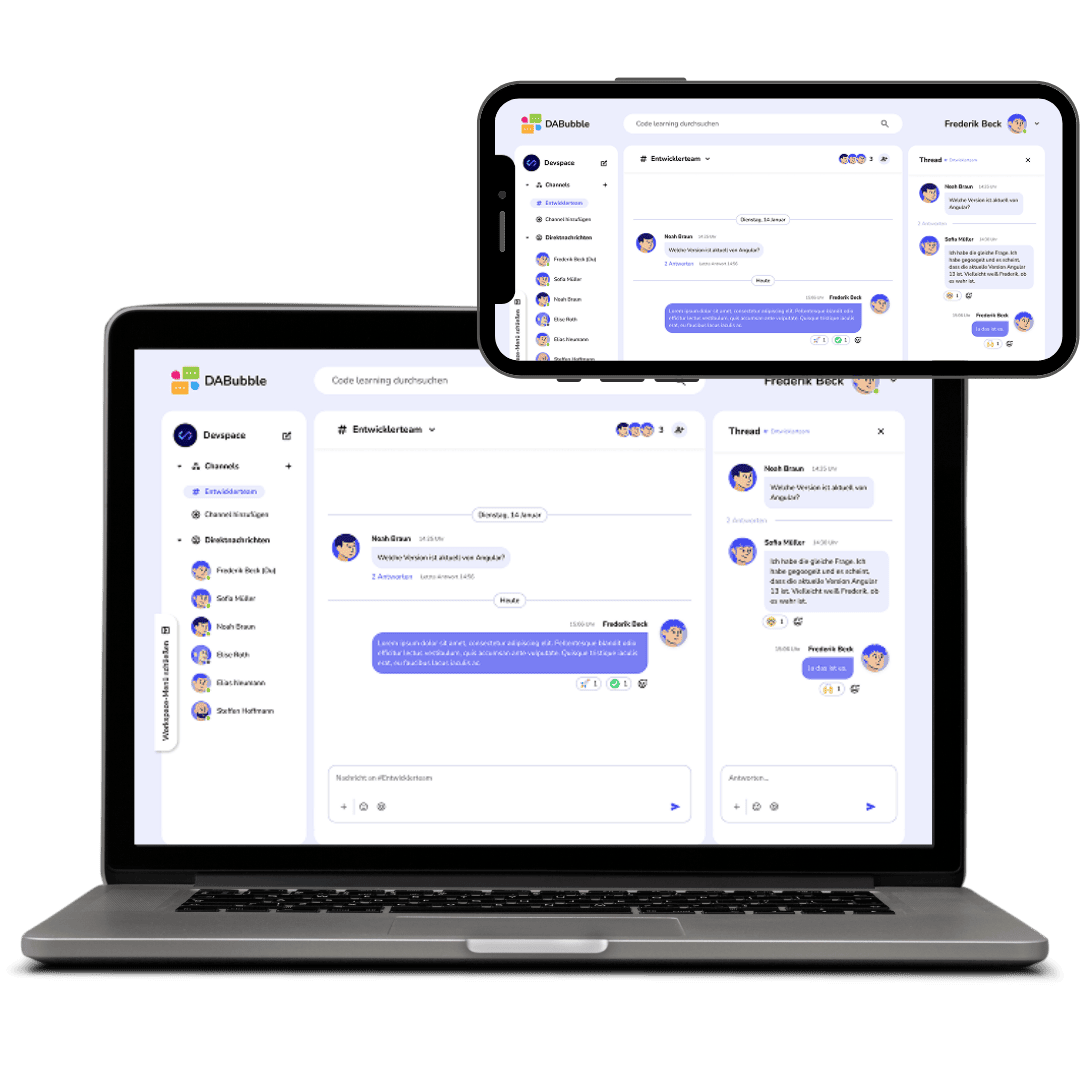 DABubble
Code learning durchsuchen
Frederik Beck
Devspace
Channels
# Entwicklerteam
Channel hinzufügen
Direktnachrichten
Frederik Beck (Du)
Sofia Müller
Noah Braun
Elise Roth
Elias Neumann
Steffen Hoffmann
Workspace-Menü schließen
# Entwicklerteam
3
Dienstag, 14 Januar
Noah Braun 14:25 Uhr
Welche Version ist aktuell von Angular?
2 Antworten Letzte Antwort 14:56
Heute
15:06 Uhr Frederik Beck
Lorem ipsum dolor sit amet, consectetur adipiscing elit. Pellentesque blandit odio
efficitur lectus vestibulum, quis accumsan ante vulputate. Quisque tristique iaculis
erat, eu faucibus lacus iaculis ac.
1
1
Thread # Entwicklerteam
Noah Braun 14:25 Uhr
Welche Version ist aktuell von
Angular?
2 Antworten
Sofia Müller 14:30 Uhr
Ich habe die gleiche Frage. Ich
habe gegoogelt und es scheint,
dass die aktuelle Version Angular
13 ist. Vielleicht weiß Frederik, ob
es wahr ist.
1
15:06 Uhr Frederik Beck
Ja das ist es.
1
DABubble
Code learning durchsuchen
Frederik Beck
Devspace
Channels
# Entwicklerteam
Channel hinzufügen
Direktnachrichten
Frederik Beck (Du)
Sofia Müller
Noah Braun
Elise Roth
Elias Neumann
Steffen Hoffmann
Workspace-Menü schließen
# Entwicklerteam
3
Dienstag, 14 Januar
Noah Braun 14:25 Uhr
Welche Version ist aktuell von Angular?
2 Antworten Letzte Antwort 14:56
Heute
15:06 Uhr Frederik Beck
Lorem ipsum dolor sit amet, consectetur adipiscing elit. Pellentesque blandit odio
efficitur lectus vestibulum, quis accumsan ante vulputate. Quisque tristique iaculis
erat, eu faucibus lacus iaculis ac.
1
1
Nachricht an #Entwicklerteam
Thread # Entwicklerteam
Noah Braun 14:25 Uhr
Welche Version ist aktuell von
Angular?
2 Antworten
Sofia Müller 14:30 Uhr
Ich habe die gleiche Frage. Ich
habe gegoogelt und es scheint,
dass die aktuelle Version Angular
13 ist. Vielleicht weiß Frederik, ob
es wahr ist.
1
15:06 Uhr Frederik Beck
Ja das ist es.
1
Antworten...